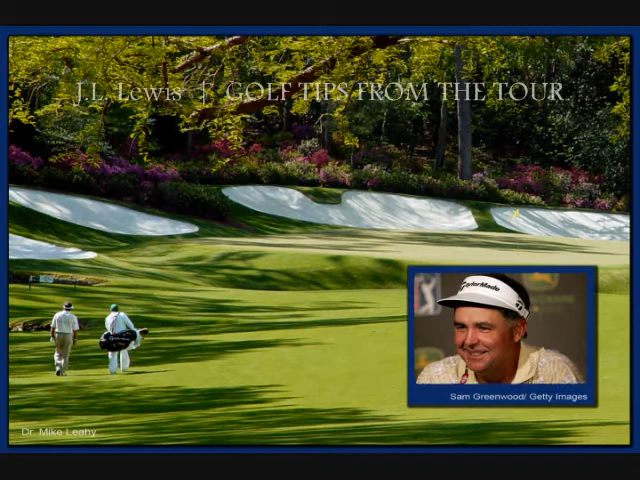 J.L. Lewis | GOLF TIPS FROM THE TOUR
TaylorMade
Sam Greenwood/ Getty Images
Dr. Mike Leahy